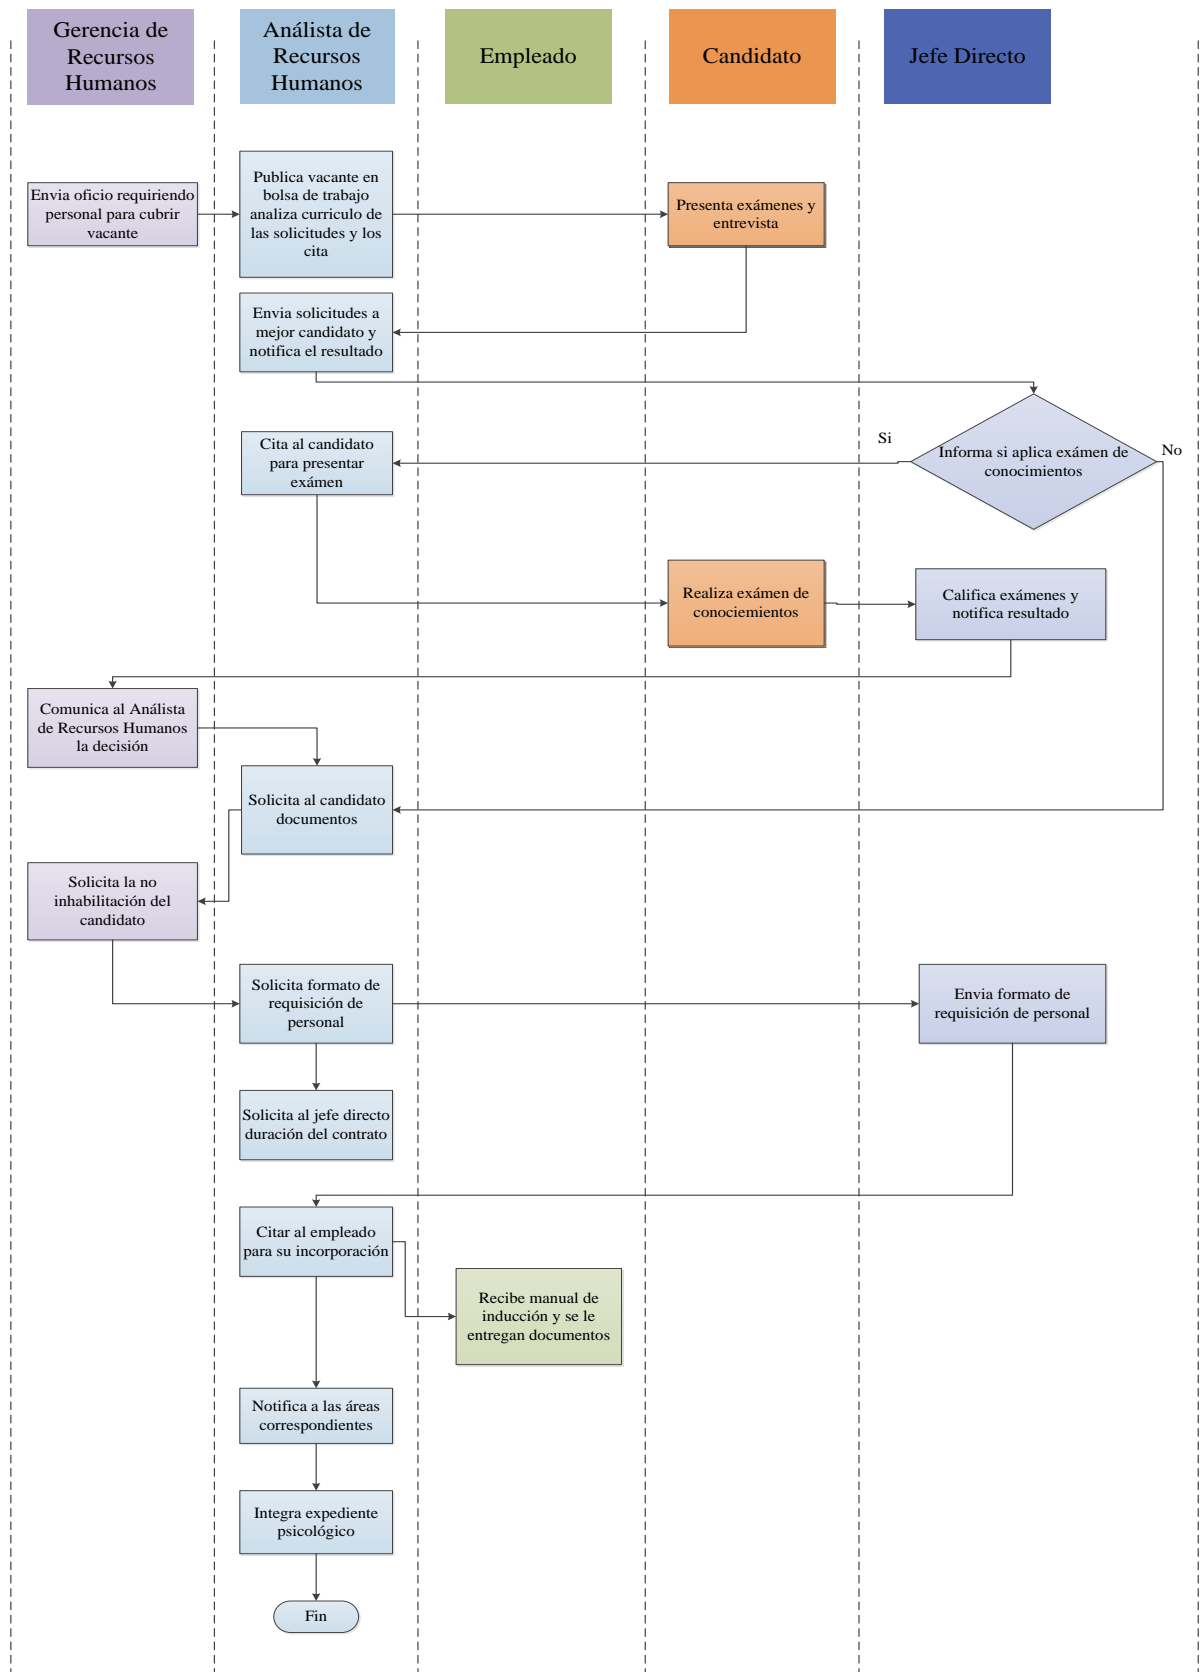 Gerencia de
Recursos
Humanos
Análista de
Recursos
Humanos
Empleado
Candidato
Jefe Directo
Envia oficio requiriendo
personal para cubrir
vacante
Publica vacante en
bolsa de trabajo
analiza curriculo de
las solicitudes y los
cita
Presenta exámenes y
entrevista
Envia solicitudes a
mejor candidato y
notifica el resultado
Si
Informa si aplica exámen de
conocimientos
No
Cita al candidato
para presentar
exámen
Realiza exámen de
conociemientos
Califica exámenes y
notifica resultado
Comunica al Análista
de Recursos Humanos
la decisión
Solicita al candidato
documentos
Solicita la no
inhabilitación del
candidato
Solicita formato de
requisición de
personal
Envia formato de
requisición de personal
Solicita al jefe directo
duración del contrato
Citar al empleado
para su incorporación
Recibe manual de
inducción y se le
entregan documentos
Notifica a las áreas
correspondientes
Integra expediente
psicológico
Fin